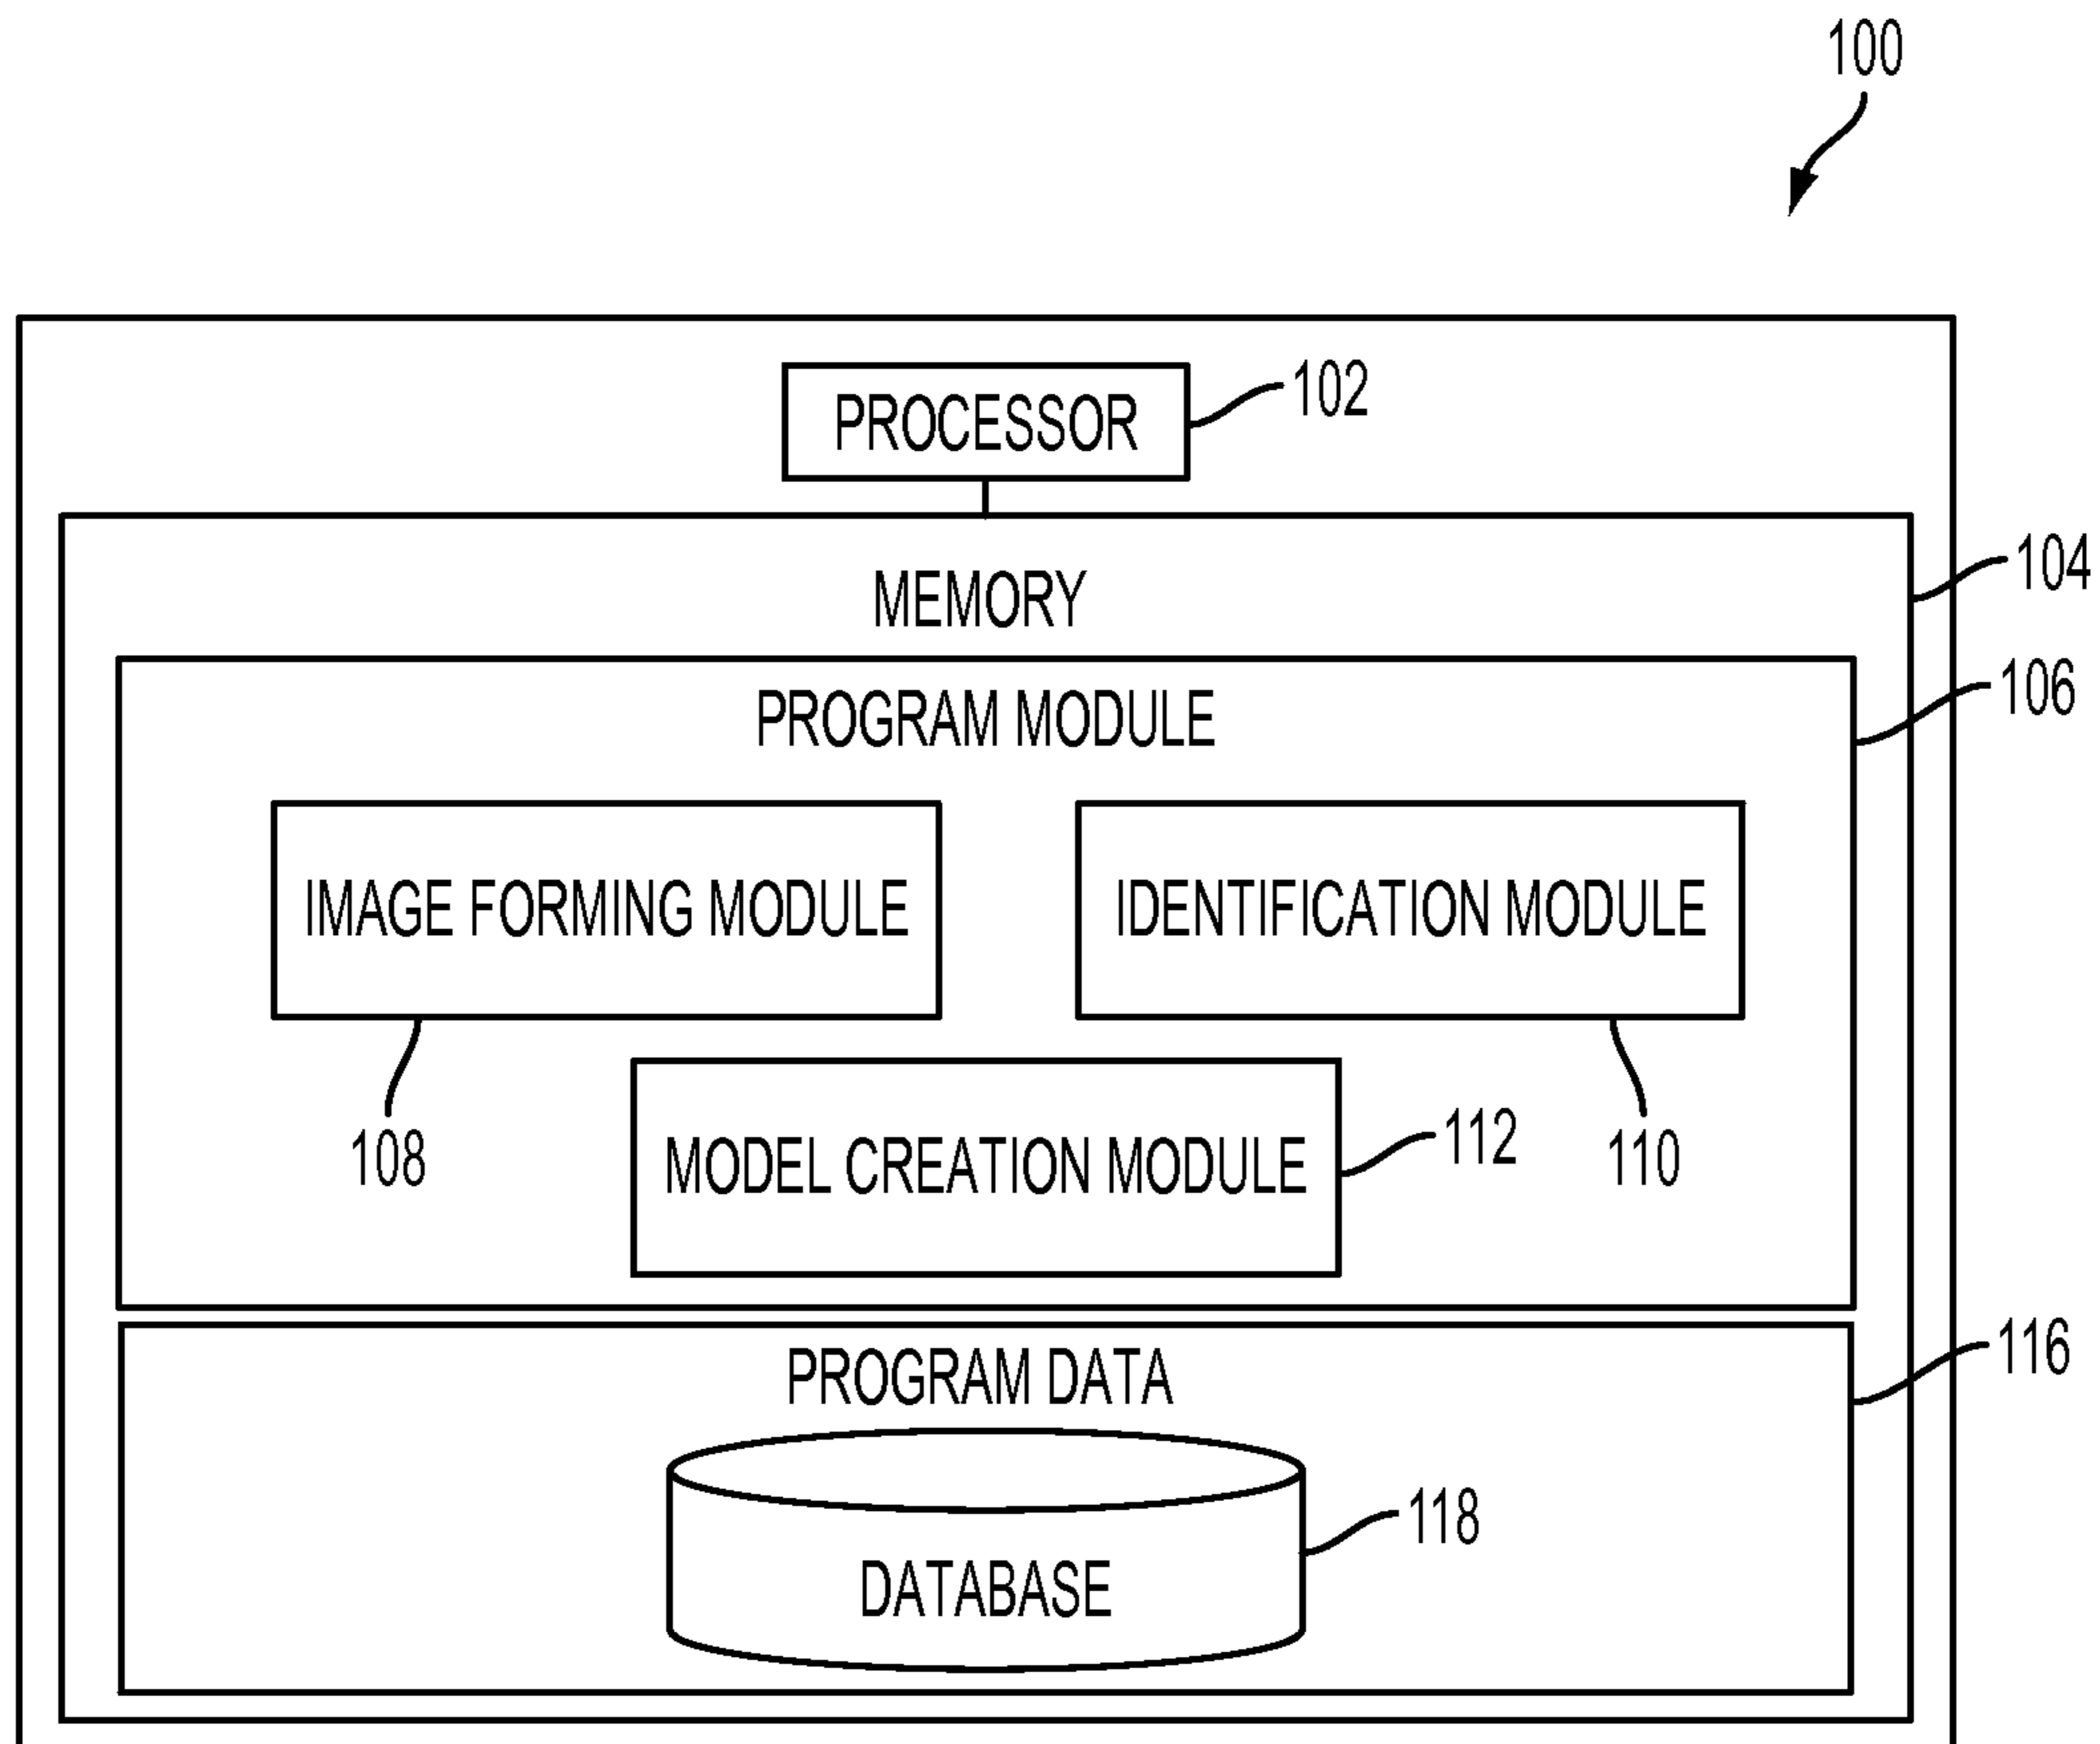 100
PROCESSOR
102
MEMORY
104
PROGRAM MODULE
106
IMAGE FORMING MODULE
IDENTIFICATION MODULE
108
MODEL CREATION MODULE
112
110
PROGRAM DATA
116
DATABASE
118